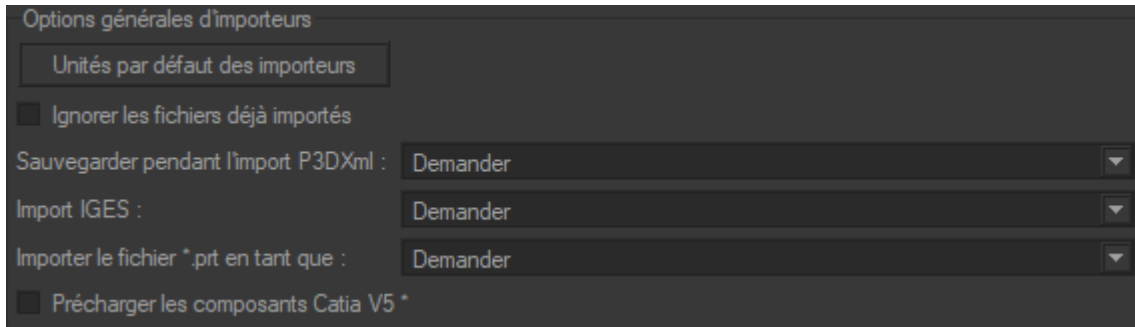 Options générales d'importeurs
Unités par défaut des importeurs
Ignorer les fichiers déjà importés
Sauvegarder pendant l'import P3DXml : Demander
Import IGES : Demander
Importer le fichier *.prt en tant que : Demander
Précharger les composants Catia V5 *